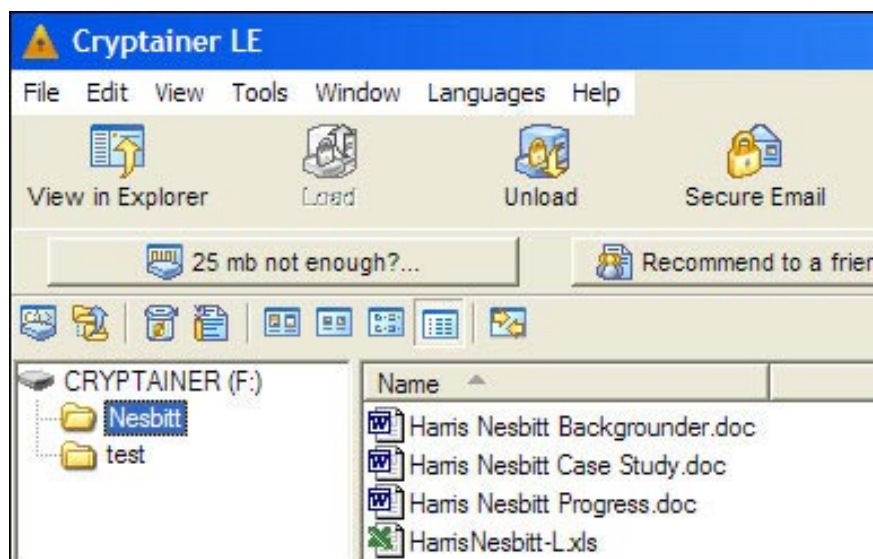 Cryptainer LE
File Edit View Tools Window Languages Help
View in Explorer Load Unload Secure Email
25 mb not enough?... Recommend to a frien
CRYPTAINER (F:)
Nesbitt
test
Name
Harris Nesbitt Backgrounder.doc
Harris Nesbitt Case Study.doc
Harris Nesbitt Progress.doc
HarrisNesbitt-L.xls